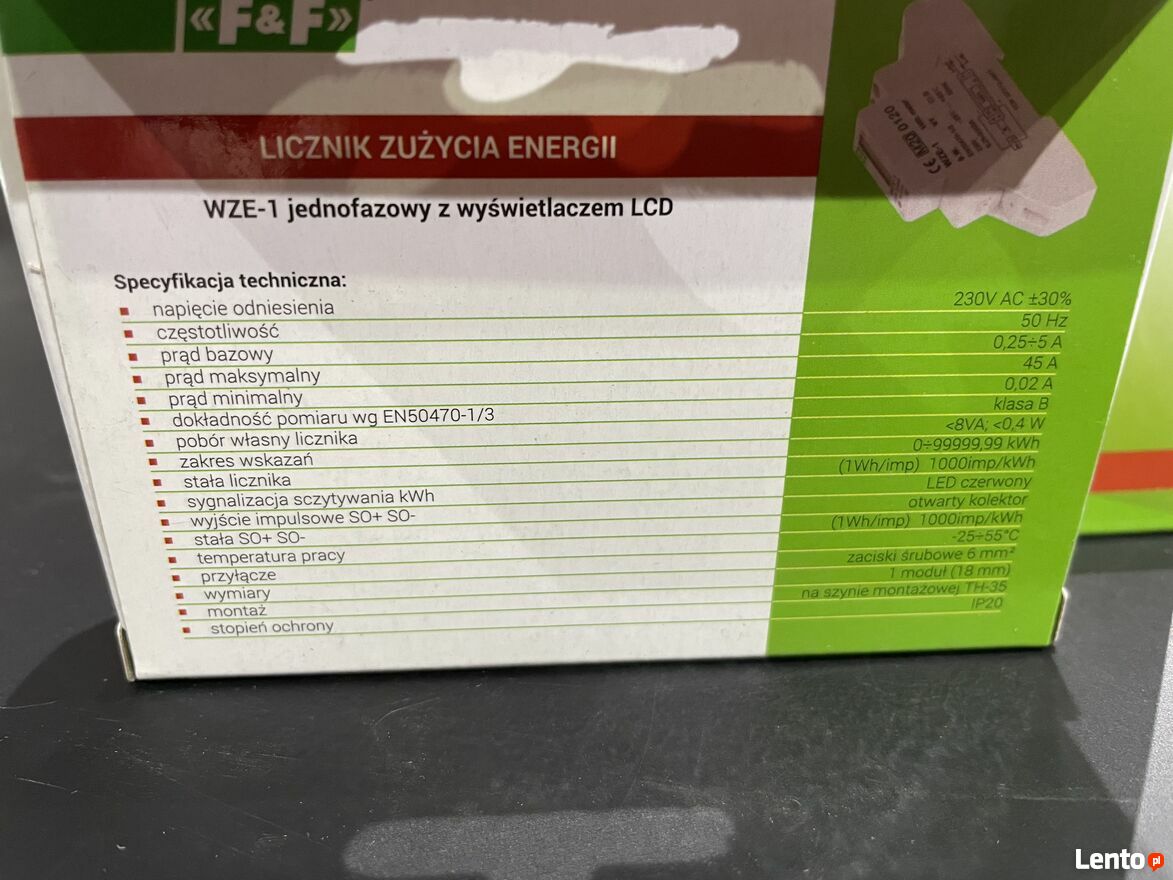 «F&F»
LICZNIK ZUŻYCIA ENERGII
WZE-1 jednofazowy z wyświetlaczem LCD
Specyfikacja techniczna:
napięcie odniesienia 230V AC ±30%
częstotliwość 50 Hz
prąd bazowy 0,25÷5 A
prąd maksymalny 45 A
prąd minimalny 0,02 A
dokładność pomiaru wg EN50470-1/3 klasa B
pobór własny licznika <8VA; <0,4 W
zakres wskazań 0÷99999,99 kWh
stała licznika (1Wh/imp) 1000imp/kWh
sygnalizacja sczytywania kWh LED czerwony
wyjście impulsowe SO+ SO- otwarty kolektor
stała SO+ SO- (1Wh/imp) 1000imp/kWh
temperatura pracy -25÷55°C
przyłącze zaciski śrubowe 6 mm²
wymiary 1 moduł (18 mm)
montaż na szynie montażowej TH-35
stopień ochrony IP20
CE M20 0120
WZE-1
Lento.pl